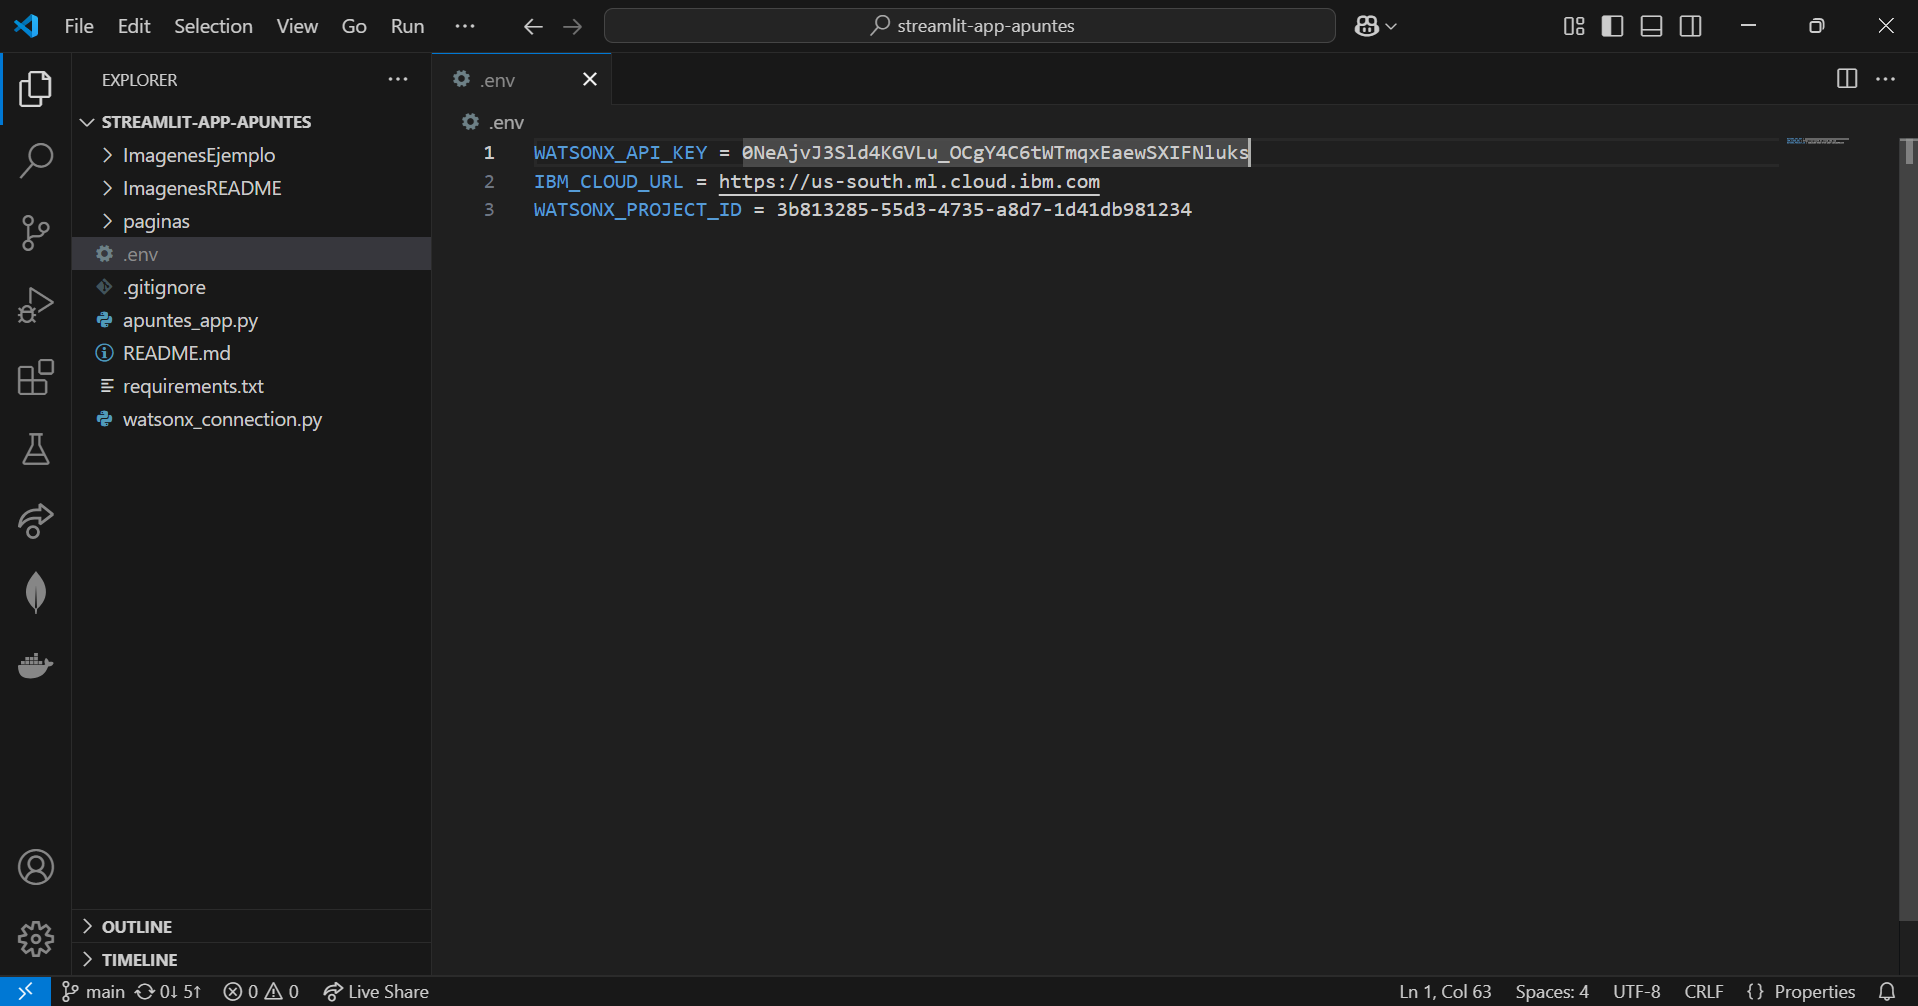 File Edit Selection View Go Run ··· streamlit-app-apuntes
EXPLORER
STREAMLIT-APP-APUNTES
ImagenesEjemplo
ImagenesREADME
paginas
.env
.gitignore
apuntes_app.py
README.md
requirements.txt
watsonx_connection.py
OUTLINE
TIMELINE
.env
.env
1 WATSONX_API_KEY = 0NeAjvJ3Sld4KGVLu_OCgY4C6tWTmqxEaewSXIFNluks
2 IBM_CLOUD_URL = https://us-south.ml.cloud.ibm.com
3 WATSONX_PROJECT_ID = 3b813285-55d3-4735-a8d7-1d41db981234
main 0↓ 5↑ 0 0 Live Share Ln 1, Col 63 Spaces: 4 UTF-8 CRLF {} Properties